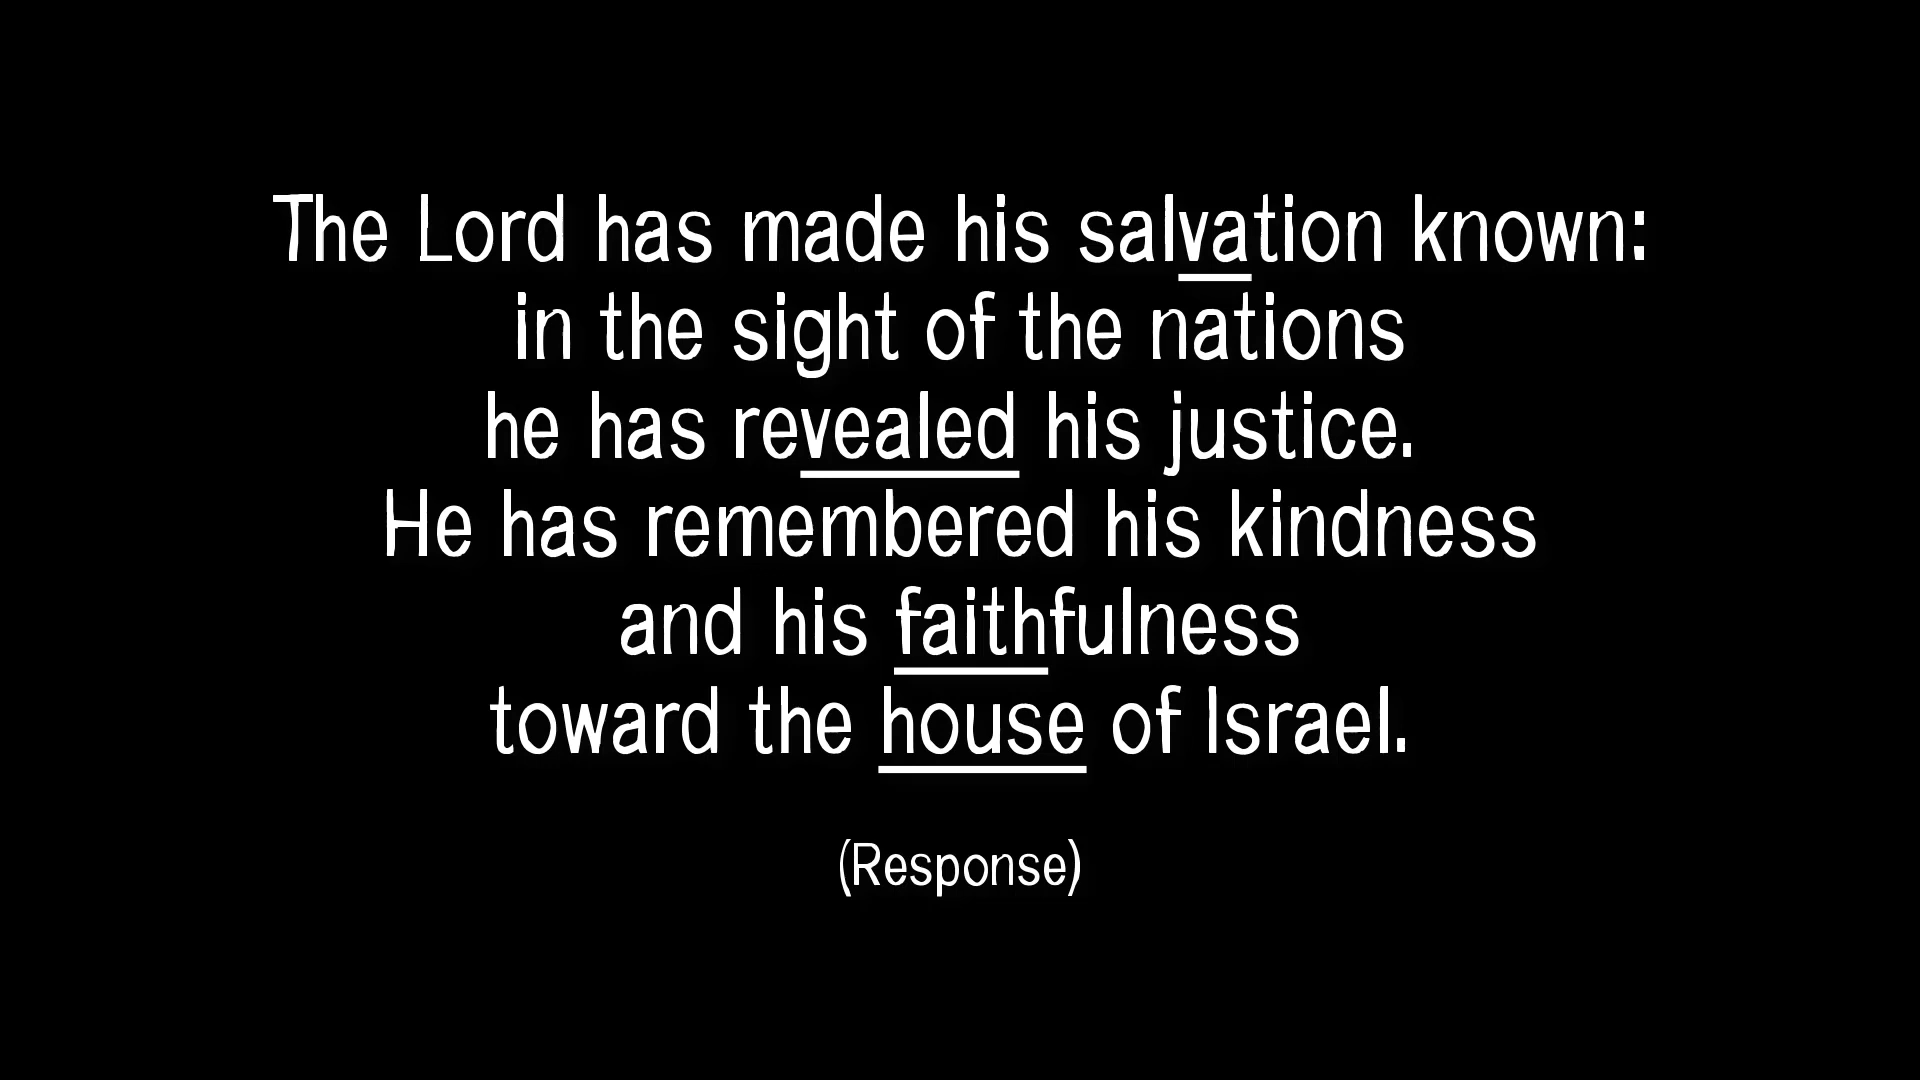 The Lord has made his salvation known:
in the sight of the nations
he has revealed his justice.
He has remembered his kindness
and his faithfulness
toward the house of Israel.
(Response)